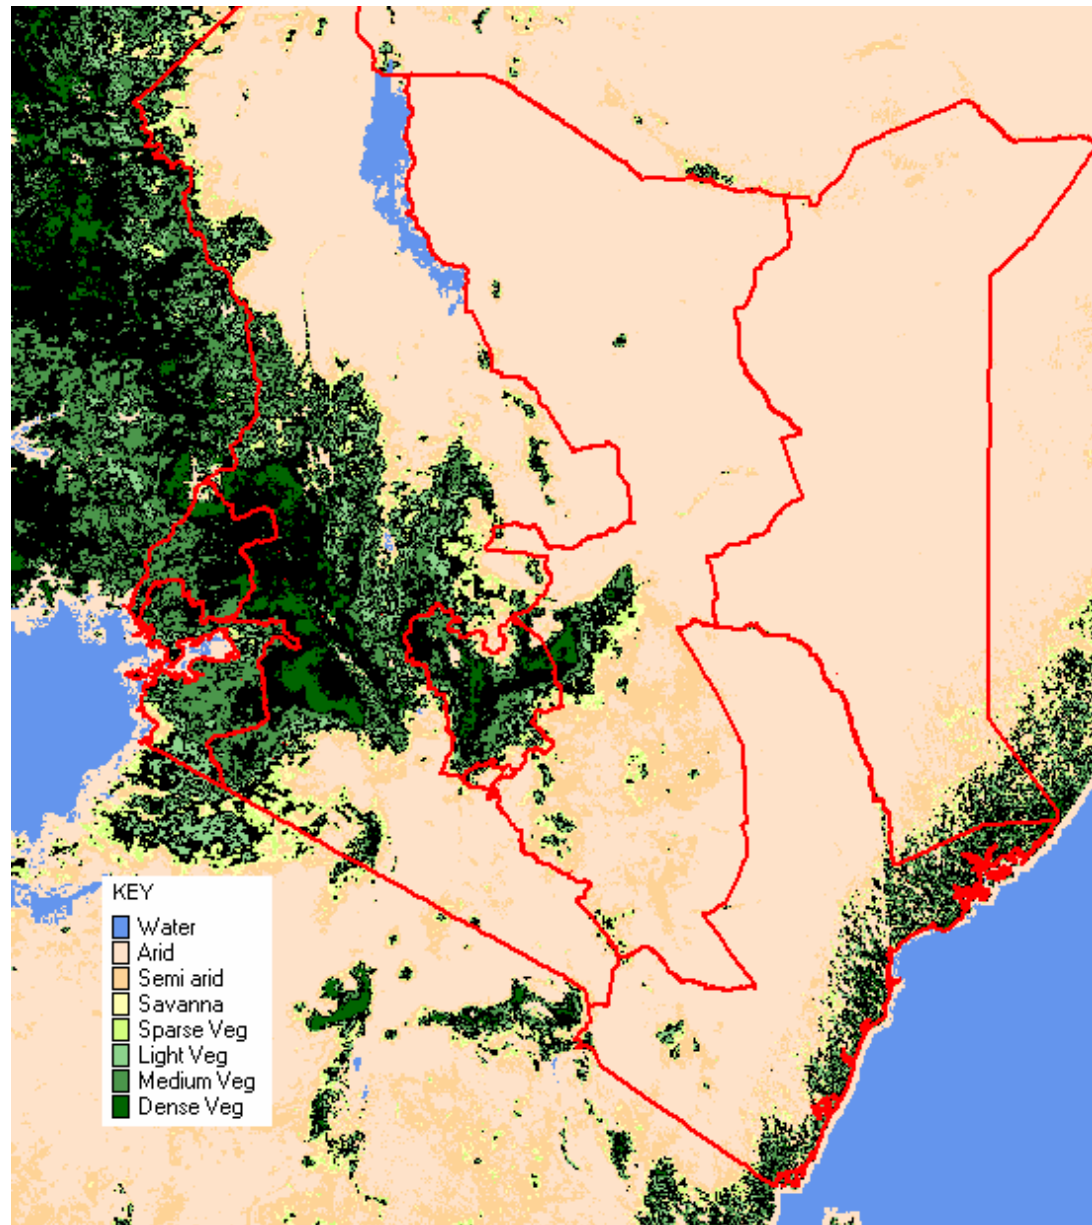 KEY
Water
Arid
Semi arid
Savanna
Sparse Veg
Light Veg
Medium Veg
Dense Veg